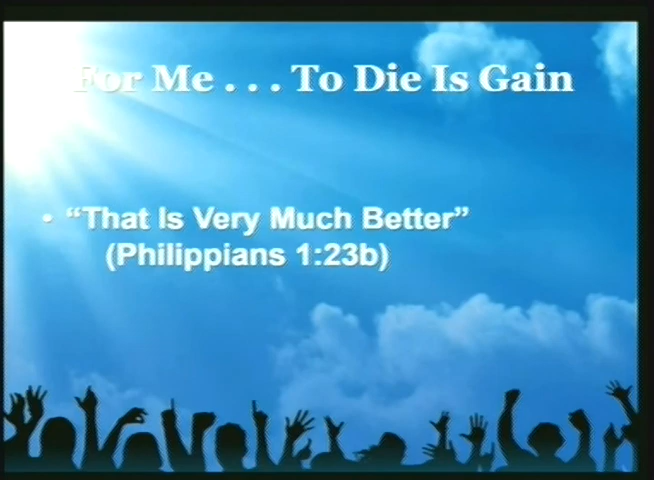 For Me . . . To Die Is Gain
• “That Is Very Much Better”
(Philippians 1:23b)